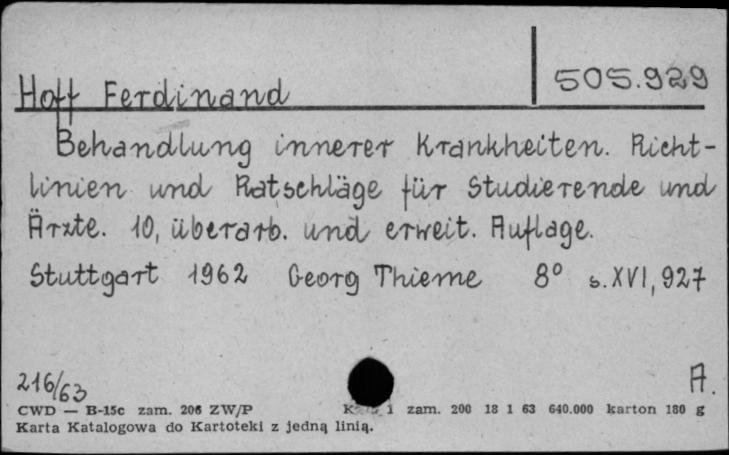 Hoff Ferdinand 505.929
Behandlung innerer Krankheiten. Richt-
linien und Ratschläge für Studierende und
Ärzte. 10, überarb. und erweit. Auflage.
Stuttgart 1962 Georg Thieme 8° s. XVI, 927
216/63 A.
CWD — B-15c zam. 206 ZW/P 1 zam. 200 18 1 63 640.000 karton 180 g
Karta Katalogowa do Kartoteki z jedną linią.